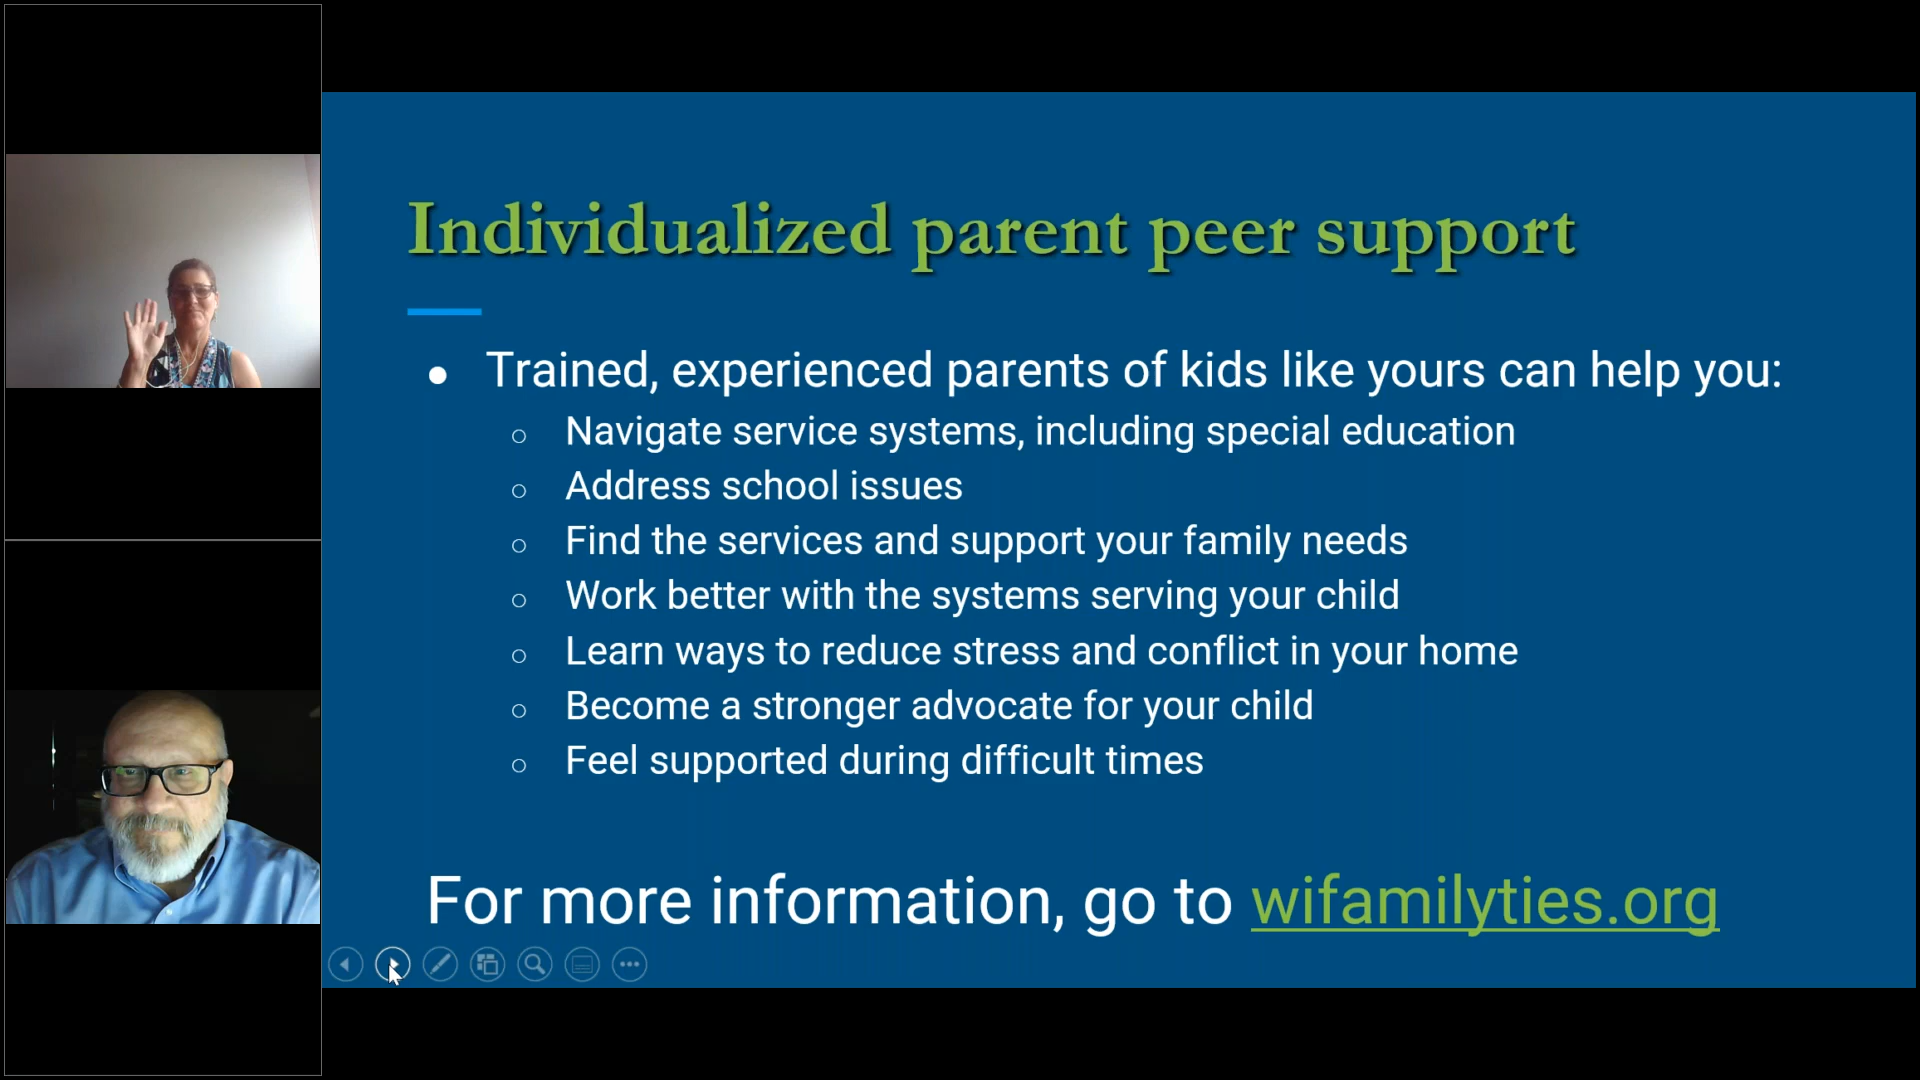 Individualized parent peer support
● Trained, experienced parents of kids like yours can help you:
○ Navigate service systems, including special education
○ Address school issues
○ Find the services and support your family needs
○ Work better with the systems serving your child
○ Learn ways to reduce stress and conflict in your home
○ Become a stronger advocate for your child
○ Feel supported during difficult times
For more information, go to wifamilyties.org